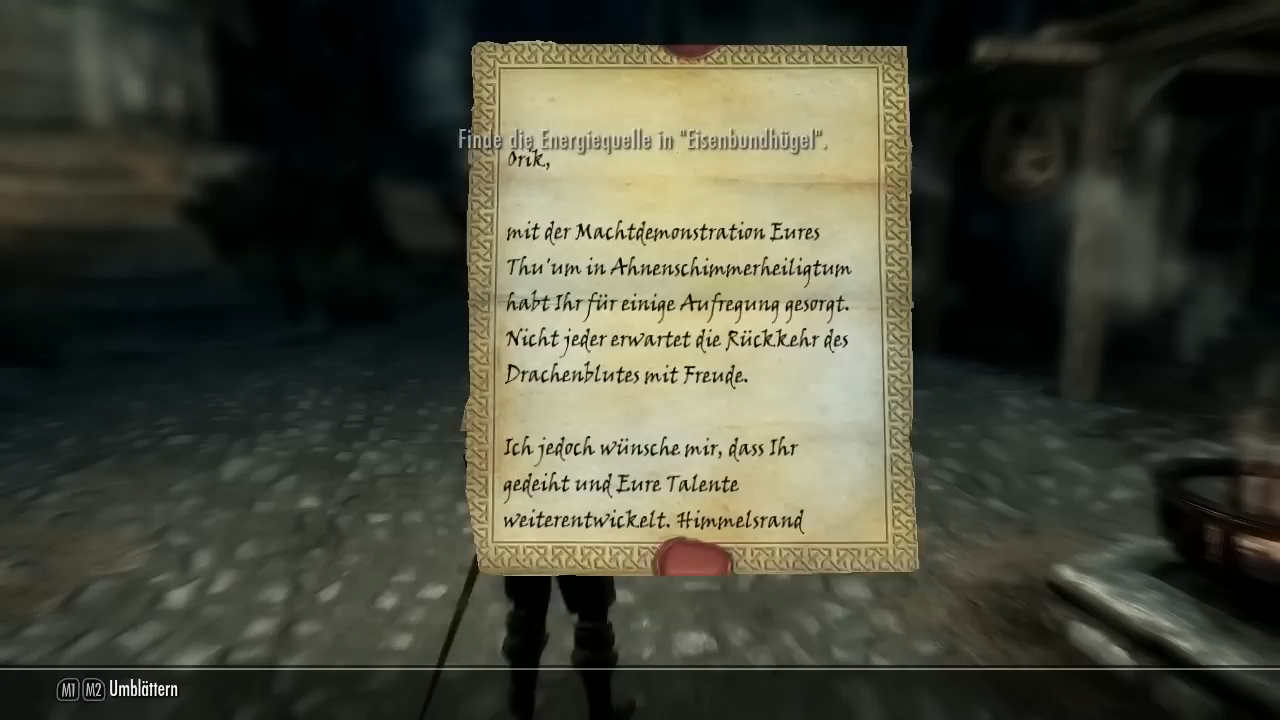 Finde die Energiequelle in "Eisenbundhügel".
Orik,
mit der Machtdemonstration Eures
Thu'um in Ahnenschimmerheiligtum
habt Ihr für einige Aufregung gesorgt.
Nicht jeder erwartet die Rückkehr des
Drachenblutes mit Freude.
Ich jedoch wünsche mir, dass Ihr
gedeiht und Eure Talente
weiterentwickelt. Himmelsrand
M1 M2 Umblättern